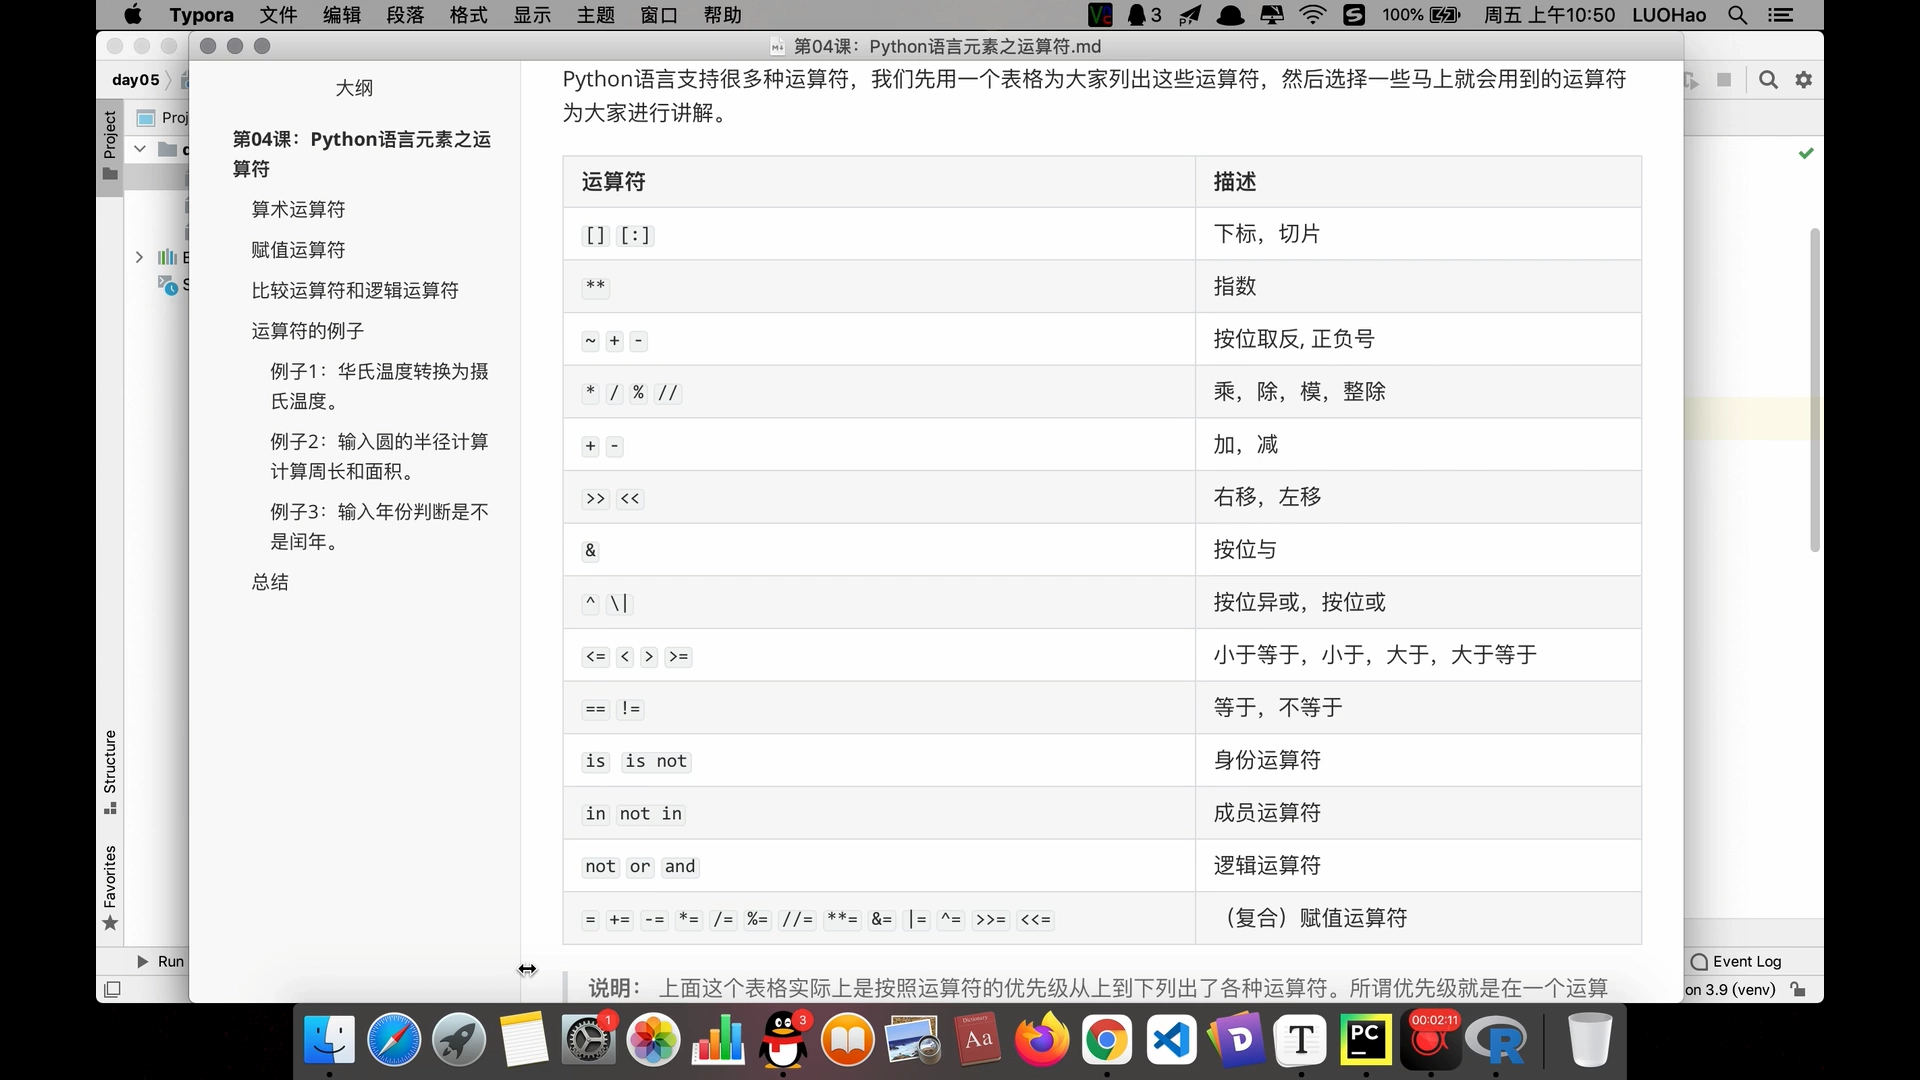 Typora 文件 编辑 段落 格式 显示 主题 窗口 帮助 3 100% 周五 上午10:50 LUOHao
第04课：Python语言元素之运算符.md
day05
Project
Structure
Favorites
大纲
第04课：Python语言元素之运
算符
算术运算符
赋值运算符
比较运算符和逻辑运算符
运算符的例子
例子1：华氏温度转换为摄
氏温度。
例子2：输入圆的半径计算
计算周长和面积。
例子3：输入年份判断是不
是闰年。
总结
Python语言支持很多种运算符，我们先用一个表格为大家列出这些运算符，然后选择一些马上就会用到的运算符
为大家进行讲解。
运算符 描述
[] [:] 下标，切片
** 指数
~ + - 按位取反, 正负号
* / % // 乘，除，模，整除
+ - 加，减
>> << 右移，左移
& 按位与
^ \| 按位异或，按位或
<= < > >= 小于等于，小于，大于，大于等于
== != 等于，不等于
is is not 身份运算符
in not in 成员运算符
not or and 逻辑运算符
= += -= *= /= %= //= **= &= |= ^= >>= <<= （复合）赋值运算符
说明： 上面这个表格实际上是按照运算符的优先级从上到下列出了各种运算符。所谓优先级就是在一个运算
Run
Event Log
on 3.9 (venv)
1 3 Aa D T PC 00:02:11 R